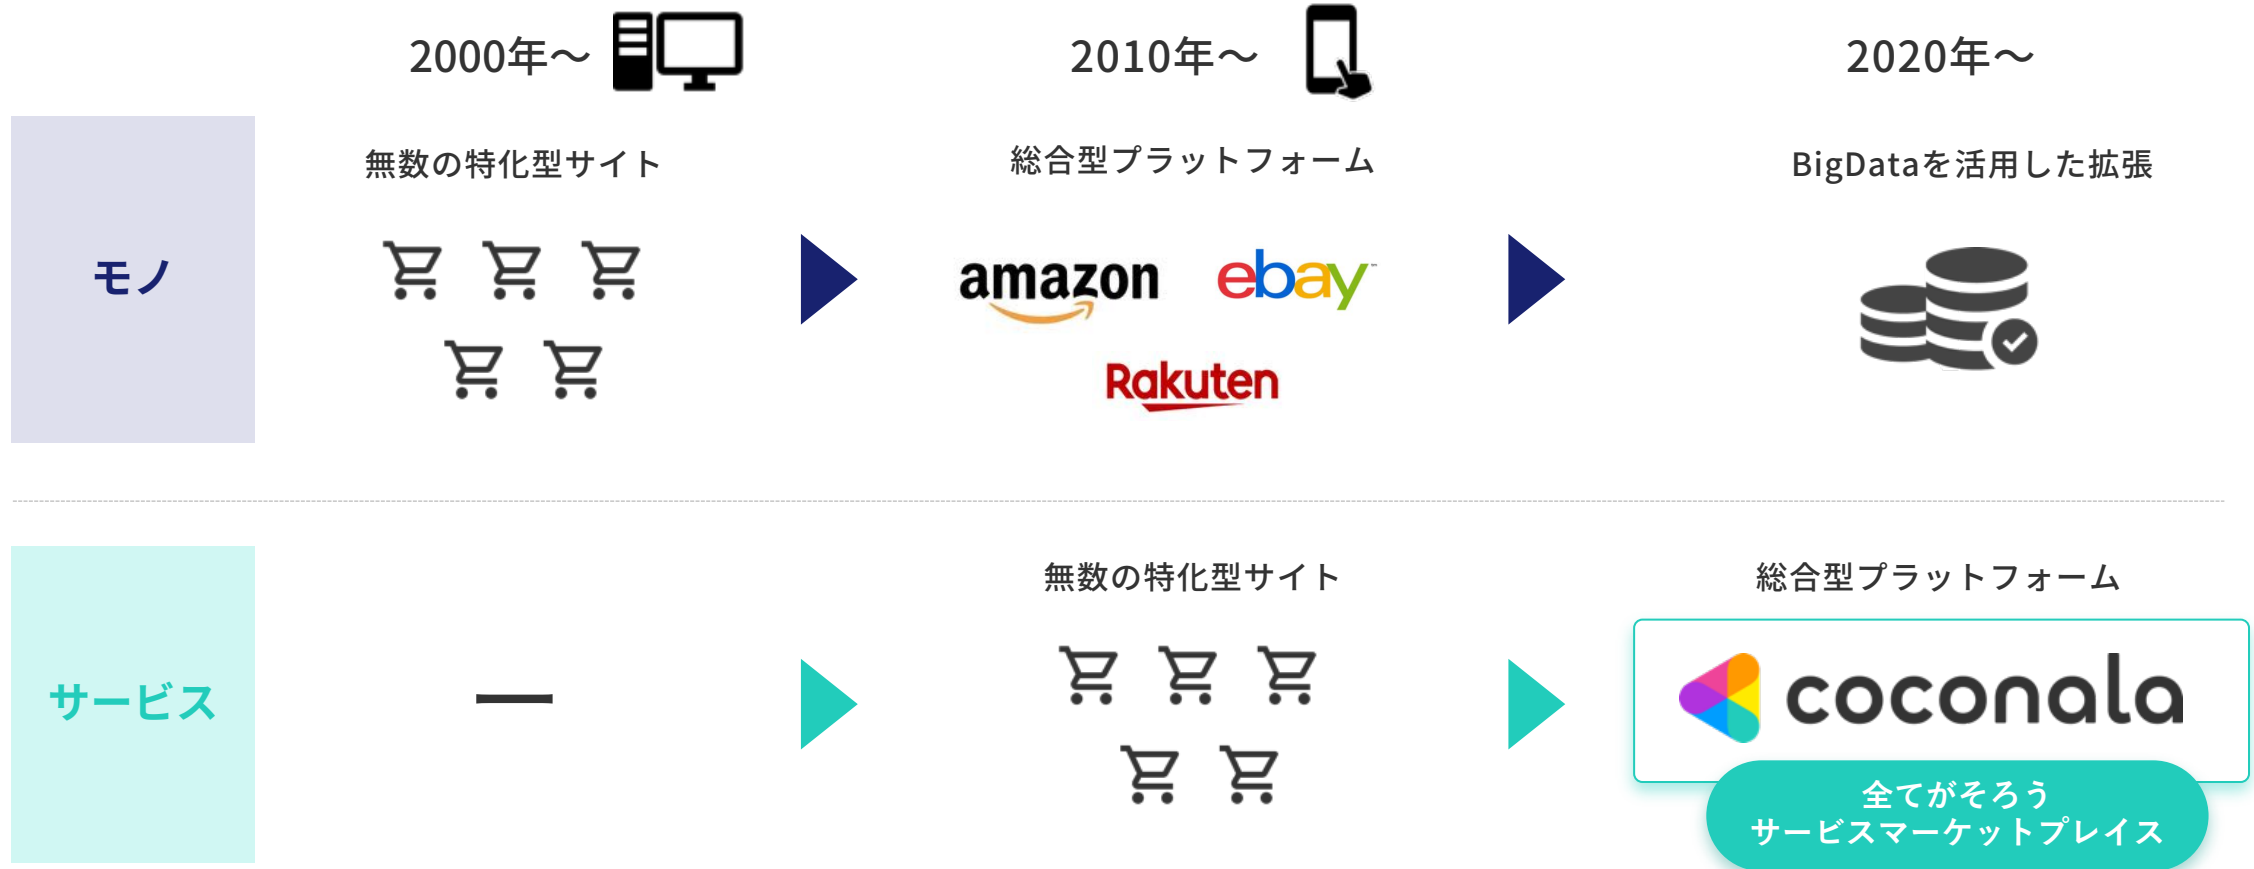 2000年〜
2010年〜
2020年〜
モノ
無数の特化型サイト
総合型プラットフォーム
BigDataを活用した拡張
amazon
ebay™
Rakuten
サービス
ー
無数の特化型サイト
総合型プラットフォーム
coconala
全てがそろう
サービスマーケットプレイス